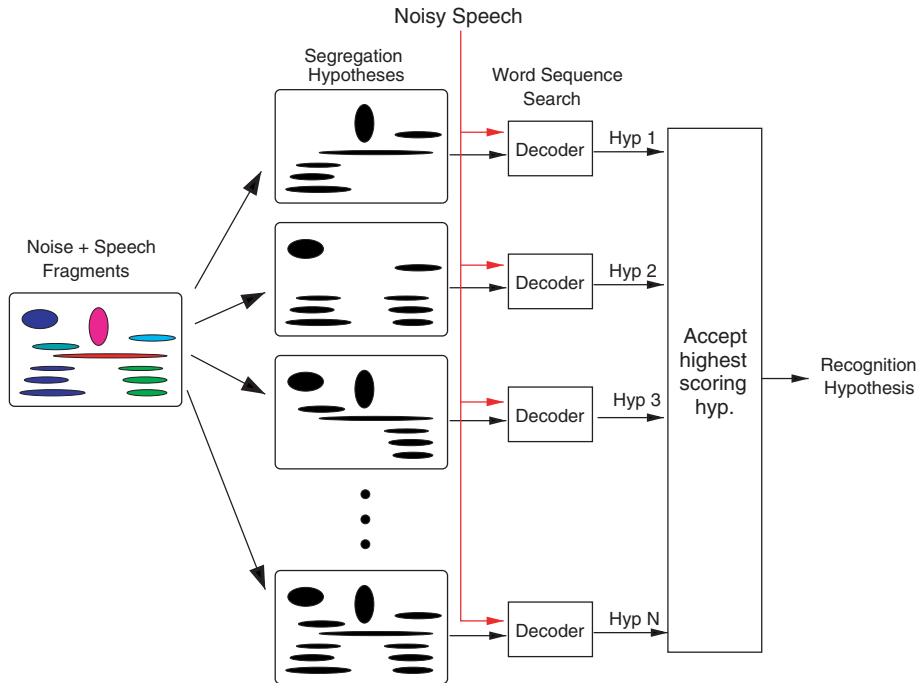 Noisy Speech
Segregation
Hypotheses
Word Sequence
Search
Noise + Speech
Fragments
Decoder
Hyp 1
Decoder
Hyp 2
Decoder
Hyp 3
Decoder
Hyp N
Accept
highest
scoring
hyp.
Recognition
Hypothesis